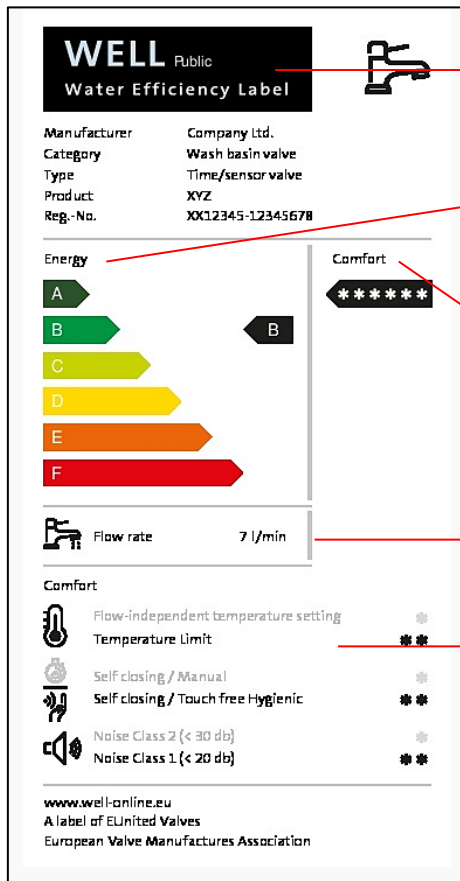 WELL Public
Water Efficiency Label
Manufacturer Company Ltd.
Category Wash basin valve
Type Time/sensor valve
Product XYZ
Reg.-No. XX12345-12345678
Energy
Comfort
A
******
B B
C
D
E
F
Flow rate 7 l/min
Comfort
Flow-independent temperature setting *
Temperature Limit **
Self closing / Manual *
Self closing / Touch free Hygienic **
Noise Class 2 (< 30 db) *
Noise Class 1 (< 20 db) **
www.well-online.eu
A label of EUnited Valves
European Valve Manufactures Association